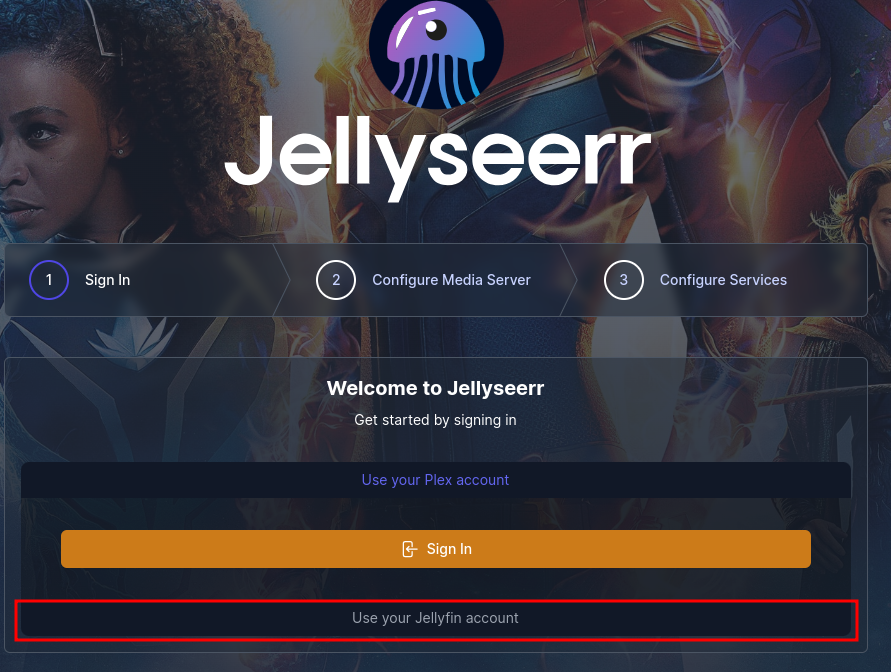 Jellyseerr
1 Sign In 2 Configure Media Server 3 Configure Services
Welcome to Jellyseerr
Get started by signing in
Use your Plex account
Sign In
Use your Jellyfin account